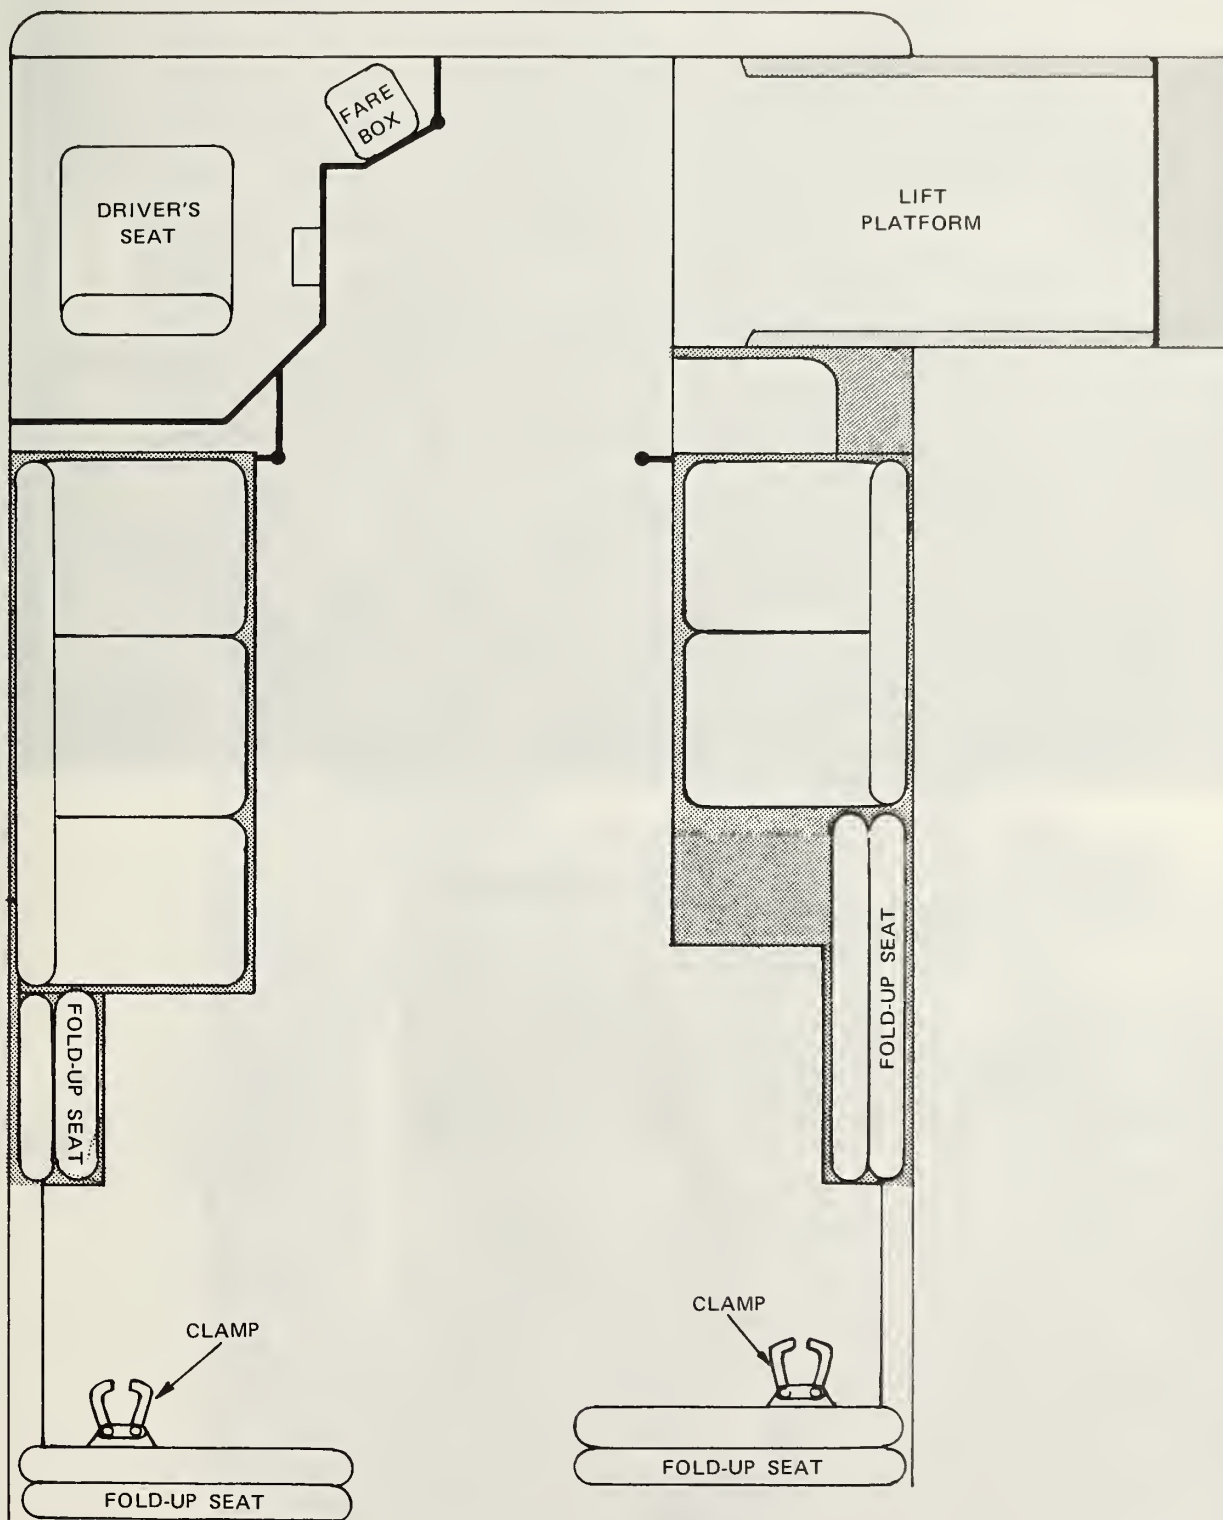 FARE
BOX
DRIVER'S
SEAT
LIFT
PLATFORM
FOLD-UP SEAT
FOLD-UP SEAT
CLAMP
CLAMP
FOLD-UP SEAT
FOLD-UP SEAT